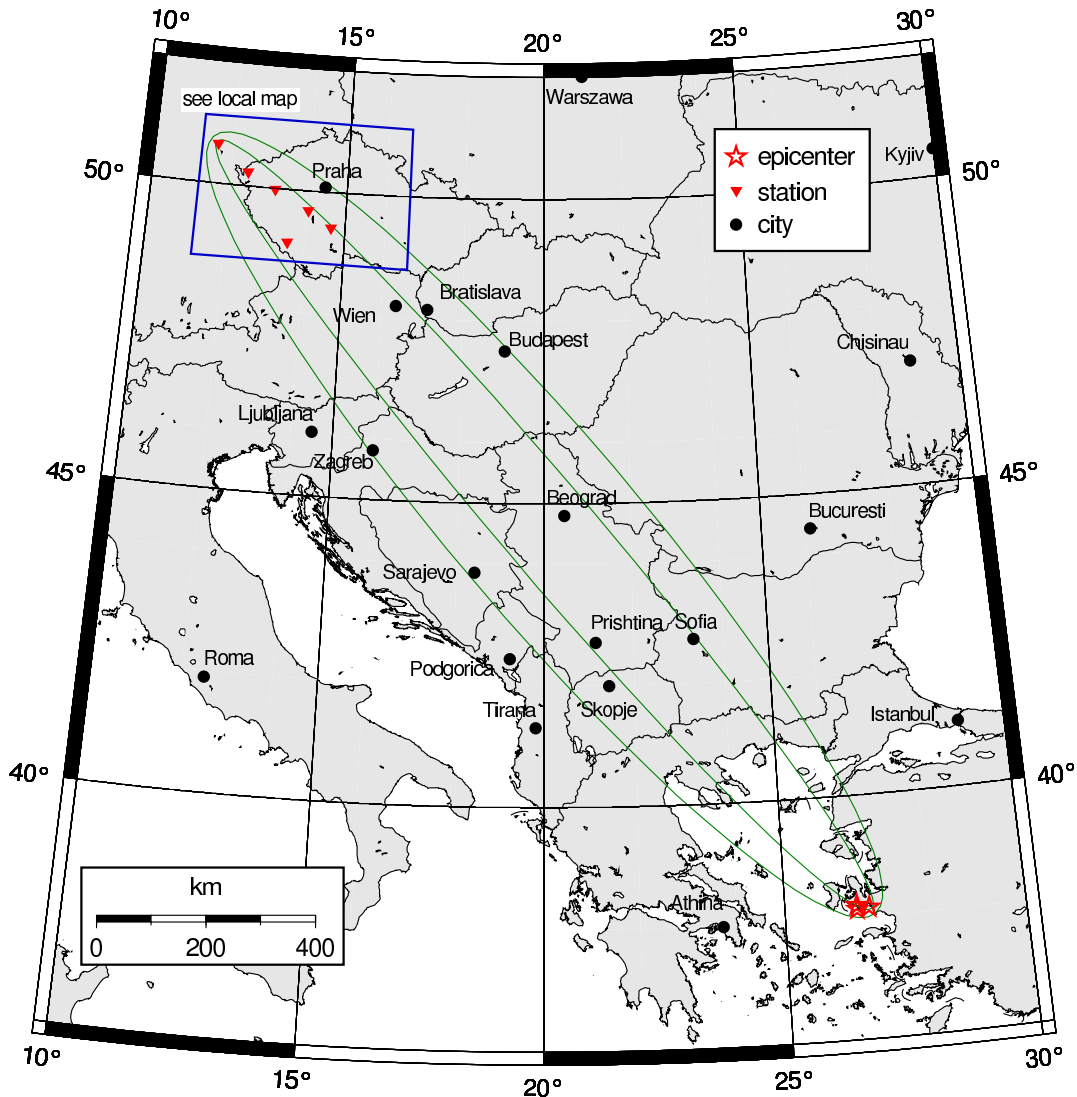 10°
15°
20°
25°
30°
see local map
Warszawa
epicenter
station
city
Kyjiv
50°
50°
Praha
Bratislava
Wien
Budapest
Chisinau
Ljubljana
Zagreb
45°
45°
Beograd
Bucuresti
Sarajevo
Prishtina
Sofia
Roma
Podgorica
Tirana
Skopje
Istanbul
40°
40°
km
0
200
400
Athina
10°
15°
20°
25°
30°